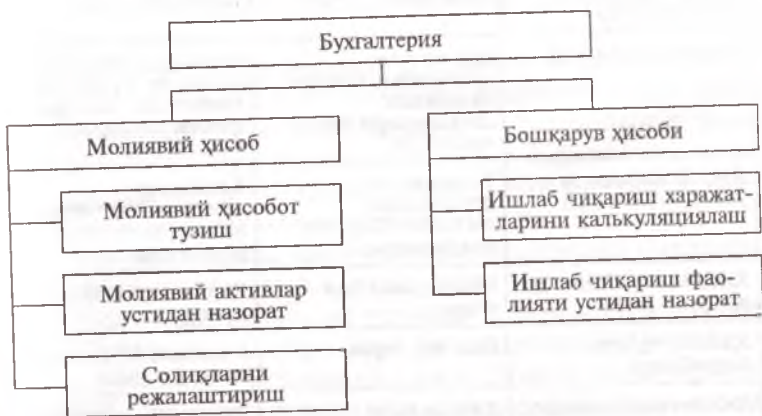 Бухгалтерия
Молиявий ҳисоб
Молиявий ҳисобот
тузиш
Молиявий активлар
устидан назорат
Солиқларни
режалаштириш
Бошқарув ҳисоби
Ишлаб чиқариш харажат-
ларини калькуляциялаш
Ишлаб чиқариш фао-
лияти устидан назорат